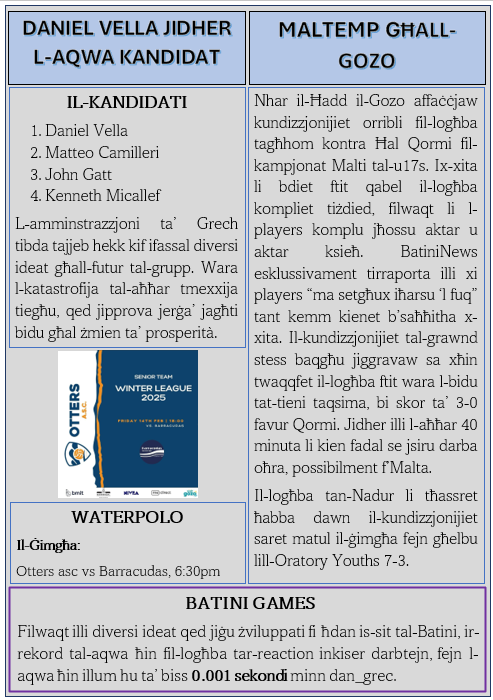 DANIEL VELLA JIDHER
L-AQWA KANDIDAT
IL-KANDIDATI
1. Daniel Vella
2. Matteo Camilleri
3. John Gatt
4. Kenneth Micallef
L-amminstrazzjoni ta’ Grech
tibda tajjeb hekk kif ifassal diversi
ideat għall-futur tal-grupp. Wara
l-katastrofija tal-aħħar tmexxija
tiegħu, qed jipprova jerġa’ jagħti
bidu għal żmien ta’ prosperità.
OTTERS
A.S.C.
SENIOR TEAM
WINTER LEAGUE
2025
FRIDAY 14TH FEB | 18:30
VS. BARRACUDAS
bmit
NIVEA
WATERPOLO
Il-Ġimgħa:
Otters asc vs Barracudas, 6:30pm
MALTEMP GĦALL-
GOZO
Nhar il-Ħadd il-Gozo affaċċjaw
kundizzjonijiet orribli fil-logħba
tagħhom kontra Ħal Qormi fil-
kampjonat Malti tal-u17s. Ix-xita
li bdiet ftit qabel il-logħba
kompliet tiżdied, filwaqt li l-
players komplu jħossu aktar u
aktar ksieħ. BatiniNews
esklussivament tirraporta illi xi
players “ma setgħux iħarsu ‘l fuq”
tant kemm kienet b’saħħitha x-
xita. Il-kundizzjonijiet tal-grawnd
stess baqgħu jiggravaw sa xħin
twaqqfet il-logħba ftit wara l-bidu
tat-tieni taqsima, bi skor ta’ 3-0
favur Qormi. Jidher illi l-aħħar 40
minuta li kien fadal se jsiru darba
oħra, possibilment f’Malta.
Il-logħba tan-Nadur li tħassret
ħabba dawn il-kundizzjonijiet
saret matul il-ġimgħa fejn għelbu
lill-Oratory Youths 7-3.
BATINI GAMES
Filwaqt illi diversi ideat qed jiġu żviluppati fi ħdan is-sit tal-Batini, ir-
rekord tal-aqwa ħin fil-logħba tar-reaction inkiser darbtejn, fejn l-
aqwa ħin illum hu ta’ biss 0.001 sekondi minn dan_grec.